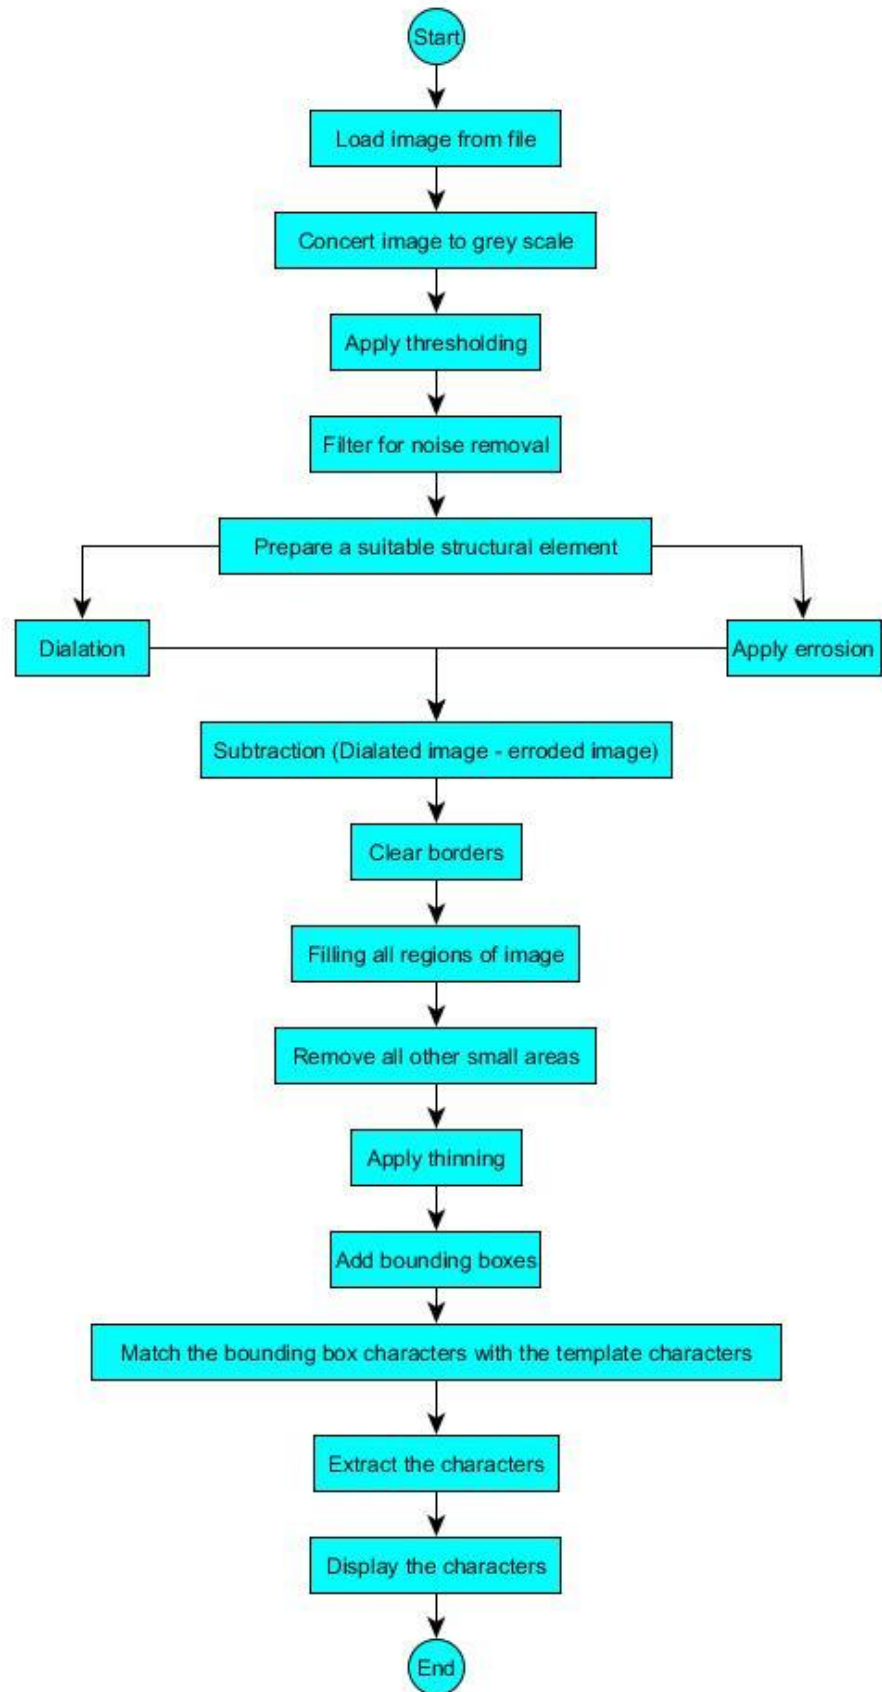 Start
Load image from file
Concert image to grey scale
Apply thresholding
Filter for noise removal
Prepare a suitable structural element
Dialation
Apply errosion
Subtraction (Dialated image - erroded image)
Clear borders
Filling all regions of image
Remove all other small areas
Apply thinning
Add bounding boxes
Match the bounding box characters with the template characters
Extract the characters
Display the characters
End